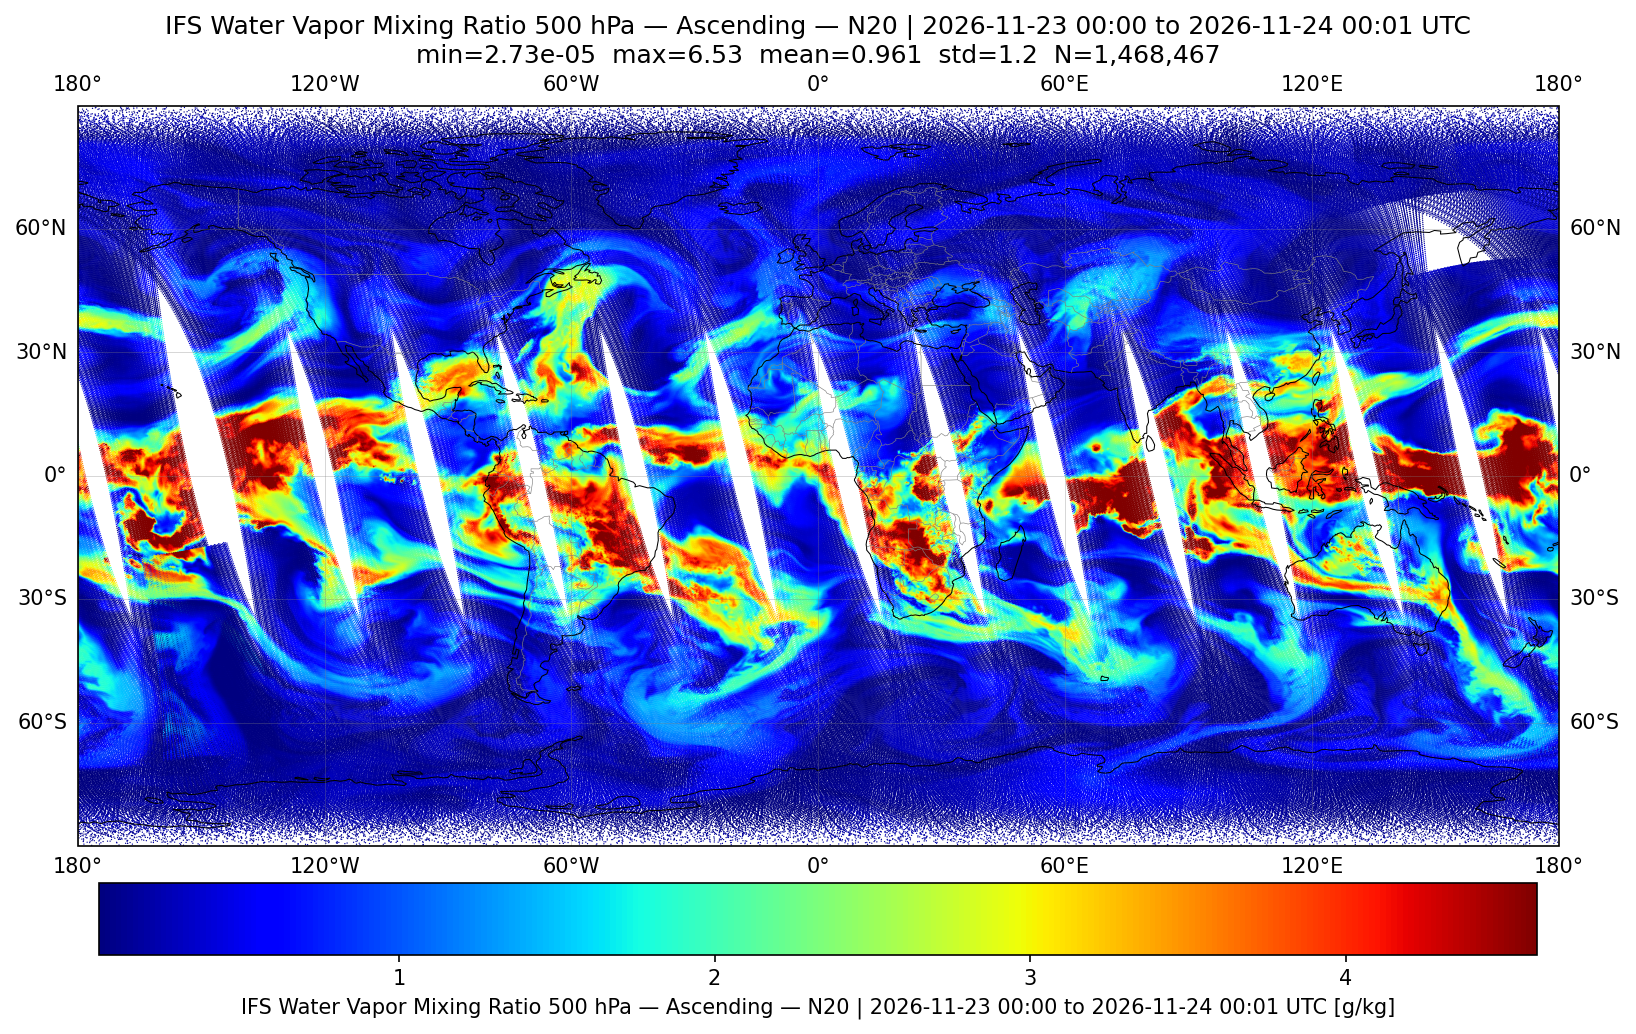 IFS Water Vapor Mixing Ratio 500 hPa — Ascending — N20 | 2026-11-23 00:00 to 2026-11-24 00:01 UTC
min=2.73e-05 max=6.53 mean=0.961 std=1.2 N=1,468,467
180° 120°W 60°W 0° 60°E 120°E 180°
60°N 60°N
30°N 30°N
0° 0°
30°S 30°S
60°S 60°S
180° 120°W 60°W 0° 60°E 120°E 180°
1 2 3 4
IFS Water Vapor Mixing Ratio 500 hPa — Ascending — N20 | 2026-11-23 00:00 to 2026-11-24 00:01 UTC [g/kg]